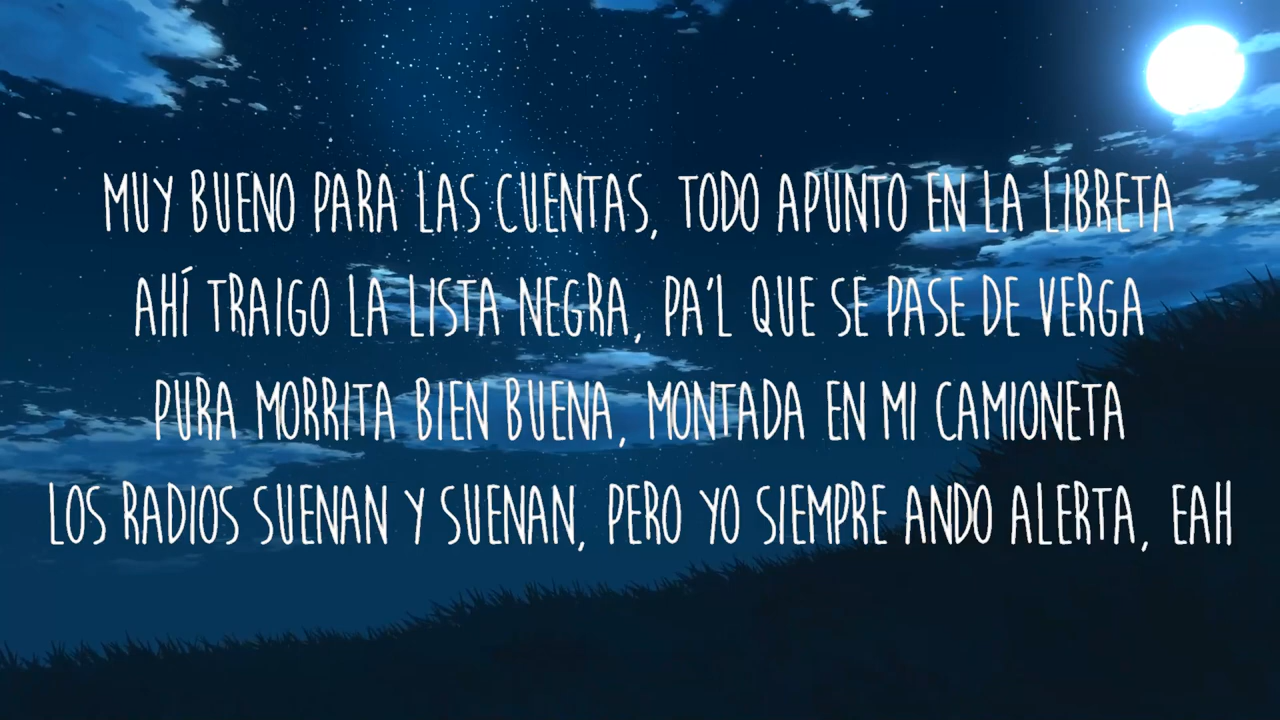 MUY BUENO PARA LAS CUENTAS, TODO APUNTO EN LA LIBRETA
AHÍ TRAIGO LA LISTA NEGRA, PA'L QUE SE PASE DE VERGA
PURA MORRITA BIEN BUENA, MONTADA EN MI CAMIONETA
LOS RADIOS SUENAN Y SUENAN, PERO YO SIEMPRE ANDO ALERTA, EAH